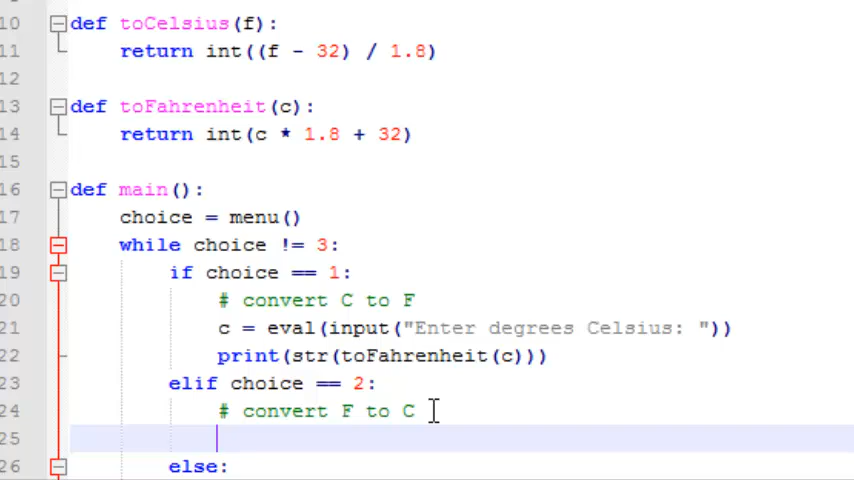 10 def toCelsius(f):
11 return int((f - 32) / 1.8)
12
13 def toFahrenheit(c):
14 return int(c * 1.8 + 32)
15
16 def main():
17 choice = menu()
18 while choice != 3:
19 if choice == 1:
20 # convert C to F
21 c = eval(input("Enter degrees Celsius: "))
22 print(str(toFahrenheit(c)))
23 elif choice == 2:
24 # convert F to C
25
26 else: